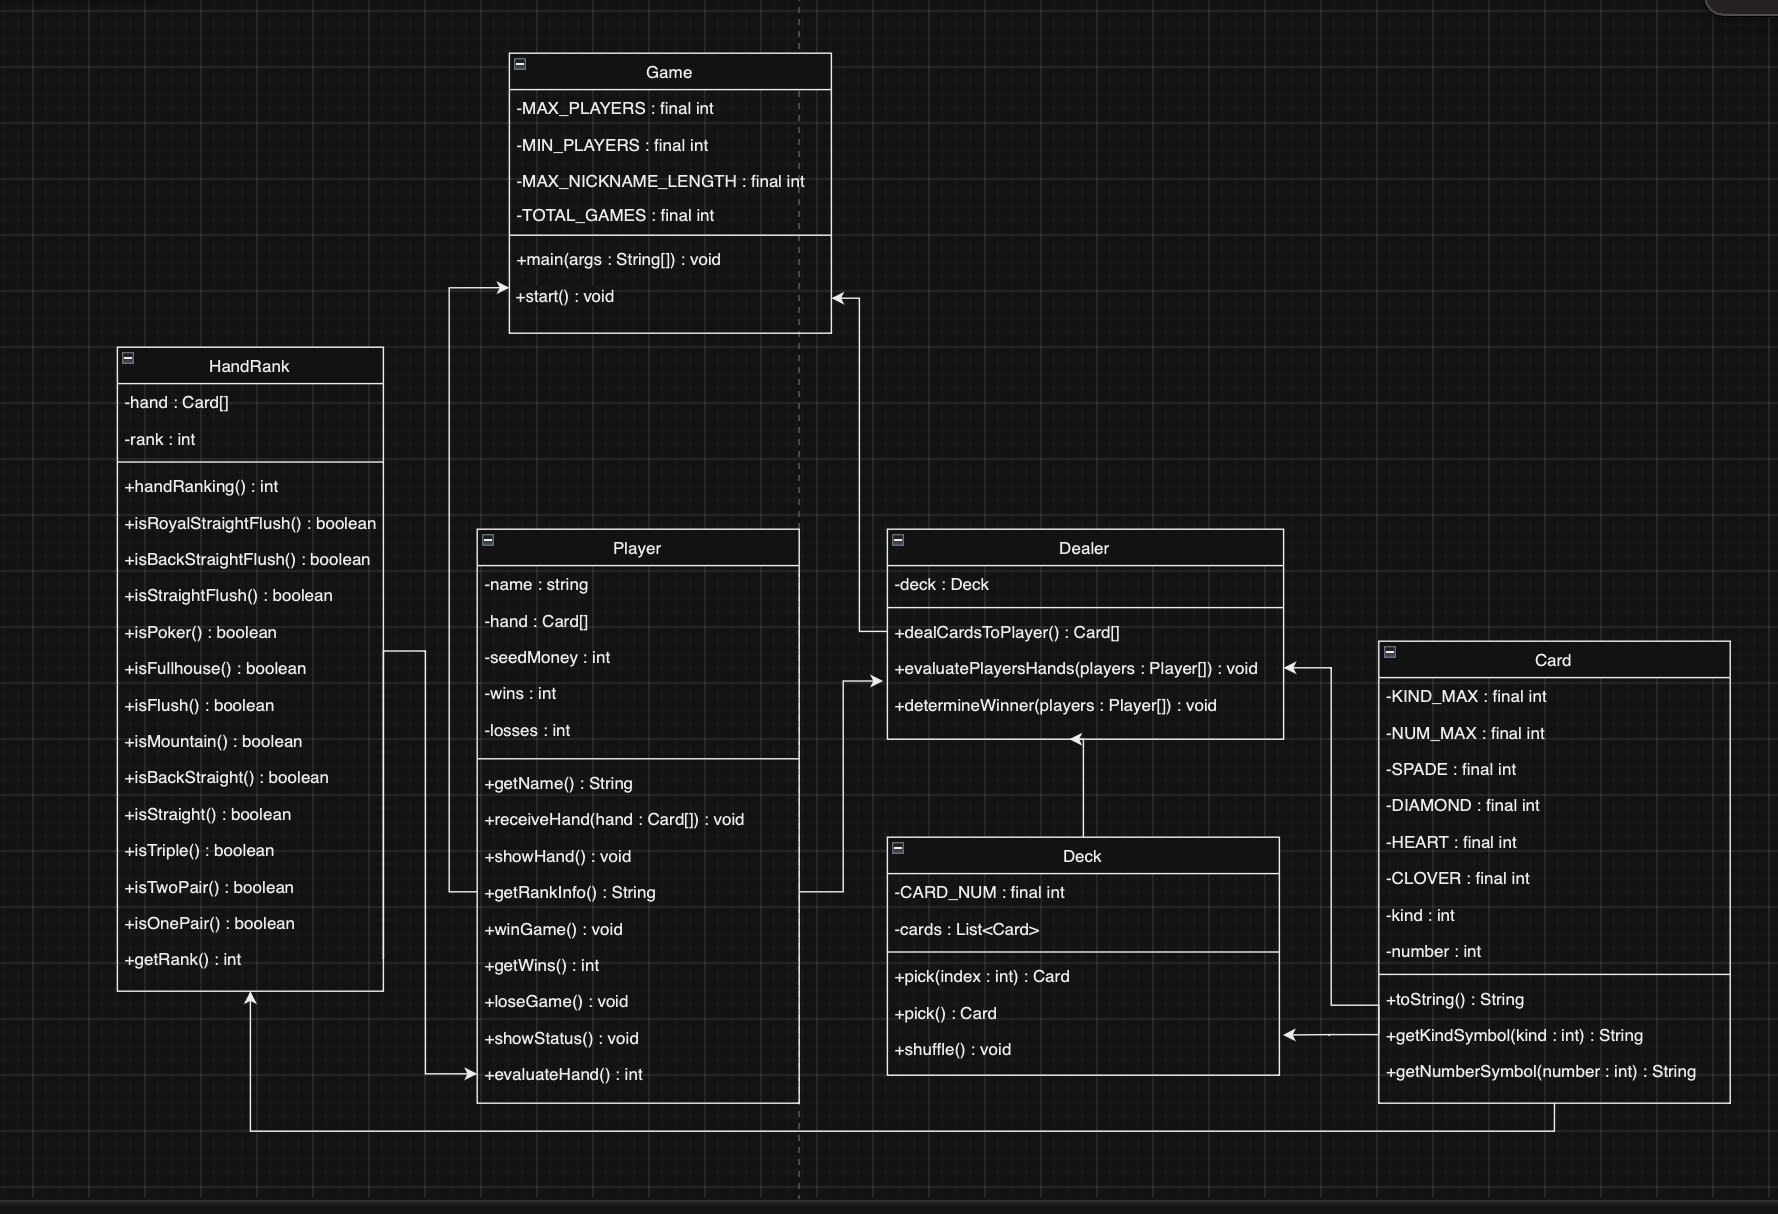 Game
-MAX_PLAYERS : final int
-MIN_PLAYERS : final int
-MAX_NICKNAME_LENGTH : final int
-TOTAL_GAMES : final int
+main(args : String[]) : void
+start() : void
HandRank
-hand : Card[]
-rank : int
+handRanking() : int
+isRoyalStraightFlush() : boolean
+isBackStraightFlush() : boolean
+isStraightFlush() : boolean
+isPoker() : boolean
+isFullhouse() : boolean
+isFlush() : boolean
+isMountain() : boolean
+isBackStraight() : boolean
+isStraight() : boolean
+isTriple() : boolean
+isTwoPair() : boolean
+isOnePair() : boolean
+getRank() : int
Player
-name : string
-hand : Card[]
-seedMoney : int
-wins : int
-losses : int
+getName() : String
+receiveHand(hand : Card[]) : void
+showHand() : void
+getRankInfo() : String
+winGame() : void
+getWins() : int
+loseGame() : void
+showStatus() : void
+evaluateHand() : int
Dealer
-deck : Deck
+dealCardsToPlayer() : Card[]
+evaluatePlayersHands(players : Player[]) : void
+determineWinner(players : Player[]) : void
Deck
-CARD_NUM : final int
-cards : List<Card>
+pick(index : int) : Card
+pick() : Card
+shuffle() : void
Card
-KIND_MAX : final int
-NUM_MAX : final int
-SPADE : final int
-DIAMOND : final int
-HEART : final int
-CLOVER : final int
-kind : int
-number : int
+toString() : String
+getKindSymbol(kind : int) : String
+getNumberSymbol(number : int) : String